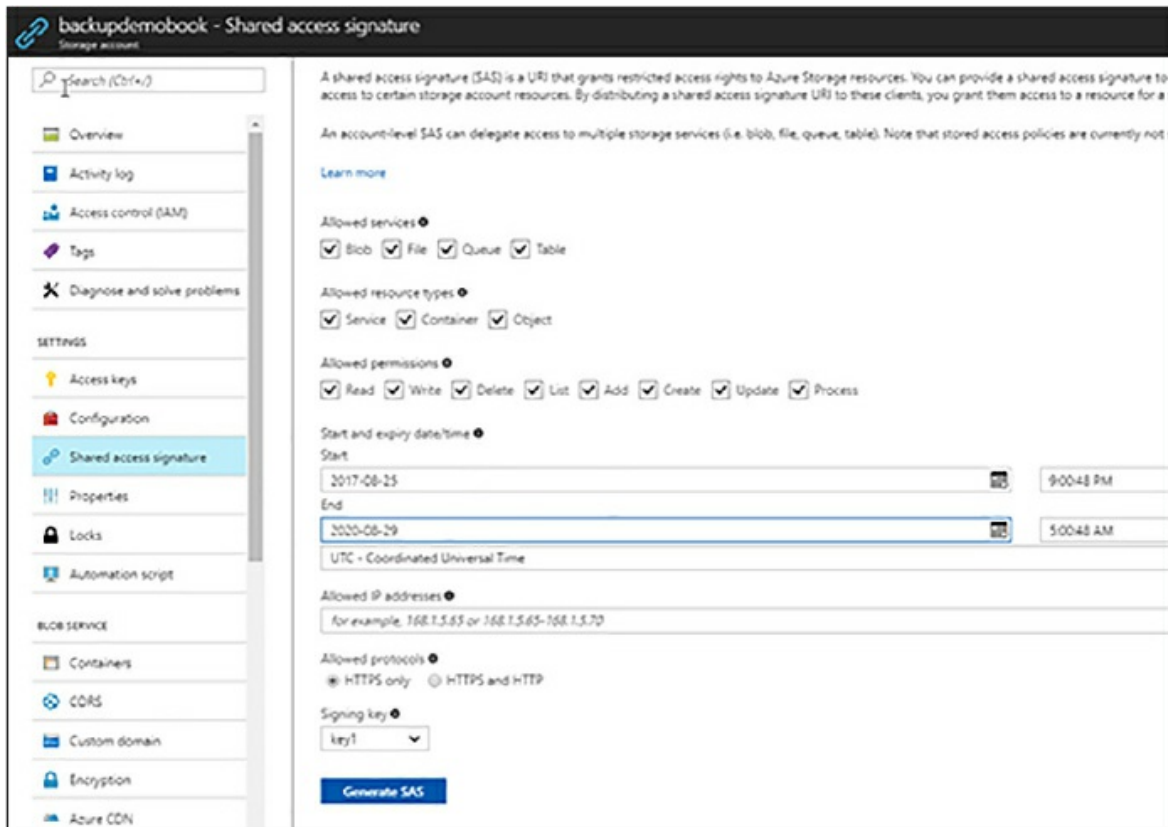 backupdemobook - Shared access signature
Storage account
Search (Ctrl+/)
Overview
Activity log
Access control (IAM)
Tags
Diagnose and solve problems
SETTINGS
Access keys
Configuration
Shared access signature
Properties
Locks
Automation script
BLOB SERVICE
Containers
CORS
Custom domain
Encryption
Azure CDN
A shared access signature (SAS) is a URI that grants restricted access rights to Azure Storage resources. You can provide a shared access signature to
access to certain storage account resources. By distributing a shared access signature URI to these clients, you grant them access to a resource for a
An account-level SAS can delegate access to multiple storage services (i.e. blob, file, queue, table). Note that stored access policies are currently not
Learn more
Allowed services
Blob File Queue Table
Allowed resource types
Service Container Object
Allowed permissions
Read Write Delete List Add Create Update Process
Start and expiry date/time
Start
2017-08-25 9:00:48 PM
End
2020-08-29 5:00:48 AM
UTC - Coordinated Universal Time
Allowed IP addresses
for example, 168.1.5.65 or 168.1.5.65-168.1.5.70
Allowed protocols
HTTPS only HTTPS and HTTP
Signing key
key1
Generate SAS